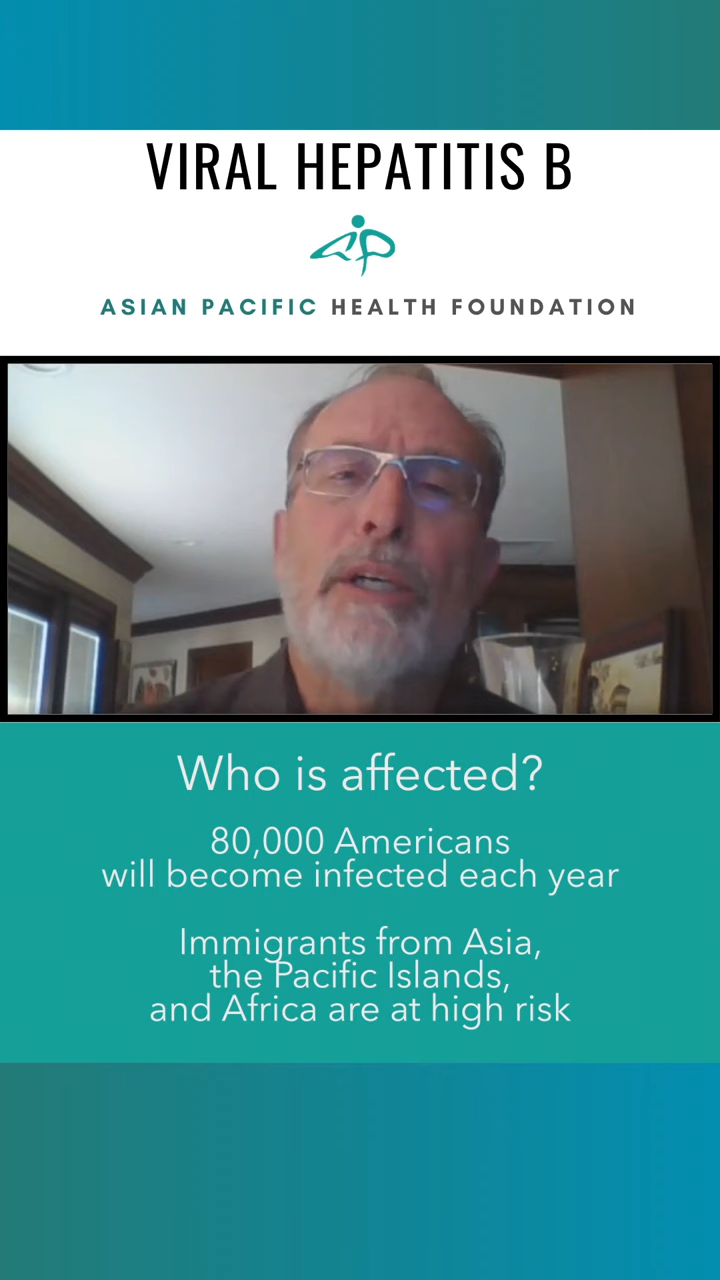 VIRAL HEPATITIS B
ASIAN PACIFIC HEALTH FOUNDATION
Who is affected?
80,000 Americans
will become infected each year
Immigrants from Asia,
the Pacific Islands,
and Africa are at high risk